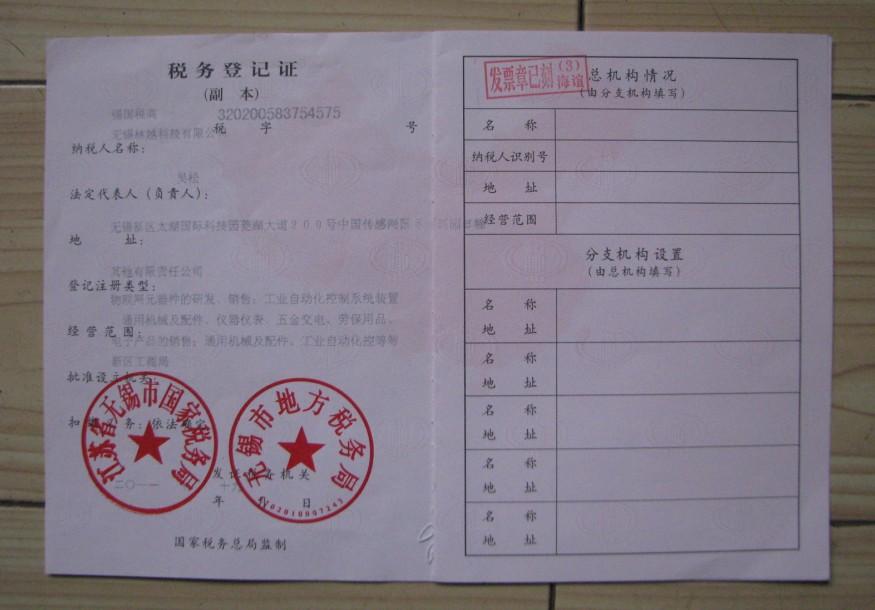 税务登记证
(副 本)
锡国税高
320200583754575
税 字 号
无锡林越科技有限公
纳税人名称：
吴松
法定代表人（负责人）：
无锡新区太湖国际科技园菱湖大道200号中国传感网国
地 址：
其他有限责任公司
登记注册类型：
物联网元器件的研发、销售；工业自动化控制系统装置
通用机械及配件、仪器仪表、五金交电、劳保用品、
经营范围：
电子产品的销售；通用机械及配件、工业自动化控等等
新区工商局
批准设立机关：
扣缴义务：依法确定
江苏省无锡市国家税务局
无锡市地方税务局
发证税务机关
二〇一一
十
年 月 日
国家税务总局监制
发票章已刻
(3)
海谊
总机构情况
(由分支机构填写)
名 称
纳税人识别号
地 址
经营范围
分支机构设置
(由总机构填写)
名 称
地 址
名 称
地 址
名 称
地 址
名 称
地 址
名 称
地 址